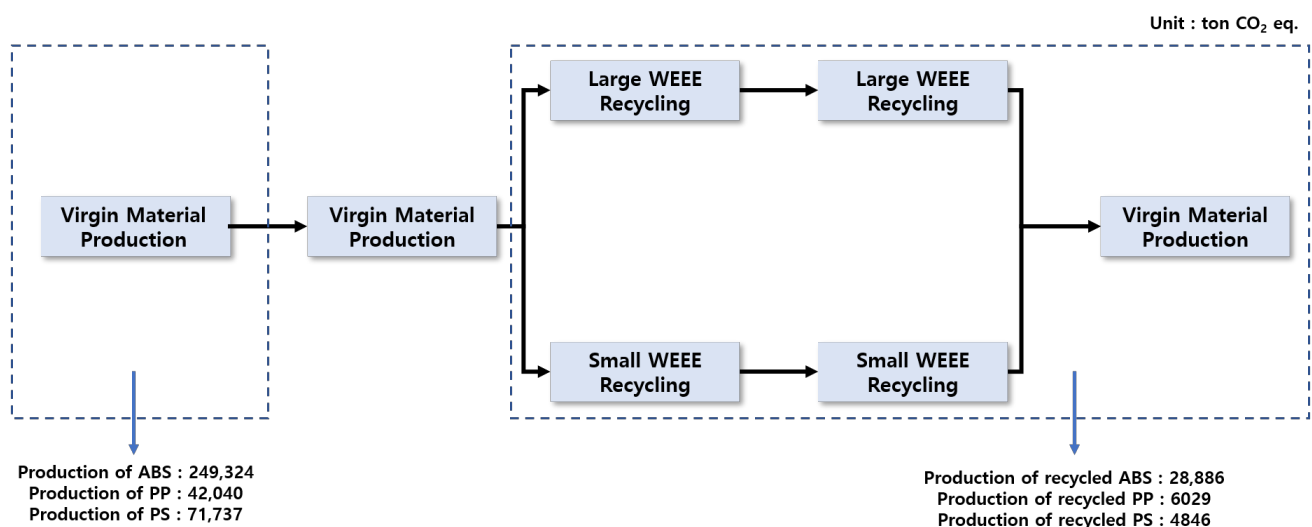 Unit : ton CO₂ eq.
Large WEEE
Recycling
Large WEEE
Recycling
Virgin Material
Production
Virgin Material
Production
Virgin Material
Production
Small WEEE
Recycling
Small WEEE
Recycling
Production of ABS : 249,324
Production of PP : 42,040
Production of PS : 71,737
Production of recycled ABS : 28,886
Production of recycled PP : 6029
Production of recycled PS : 4846